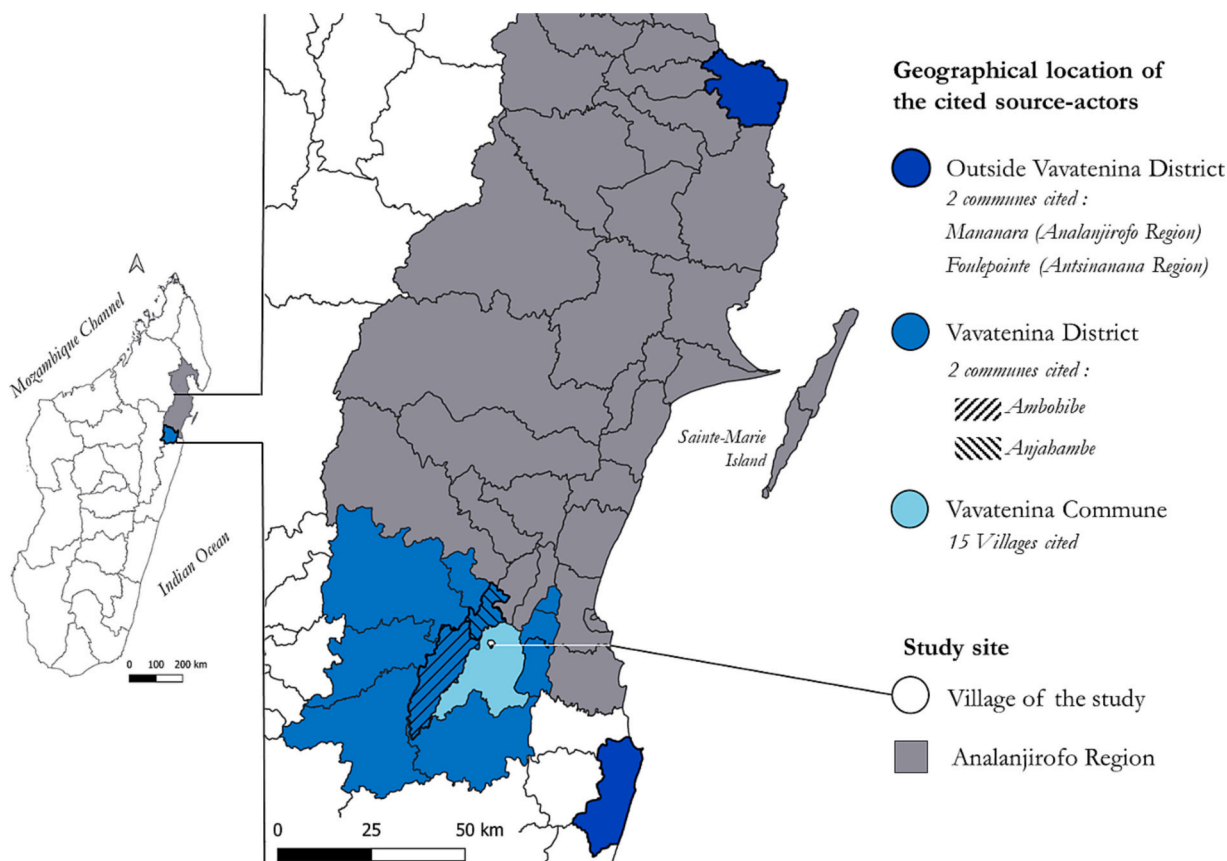 Mozambique Channel
Indian Ocean
0 100 200 km
Sainte-Marie
Island
0 25 50 km
Geographical location of
the cited source-actors
Outside Vavatenina District
2 communes cited :
Mananara (Analanjirofo Region)
Foulepointe (Antsinanana Region)
Vavatenina District
2 communes cited :
Ambohibe
Anjahambe
Vavatenina Commune
15 Villages cited
Study site
Village of the study
Analanjirofo Region